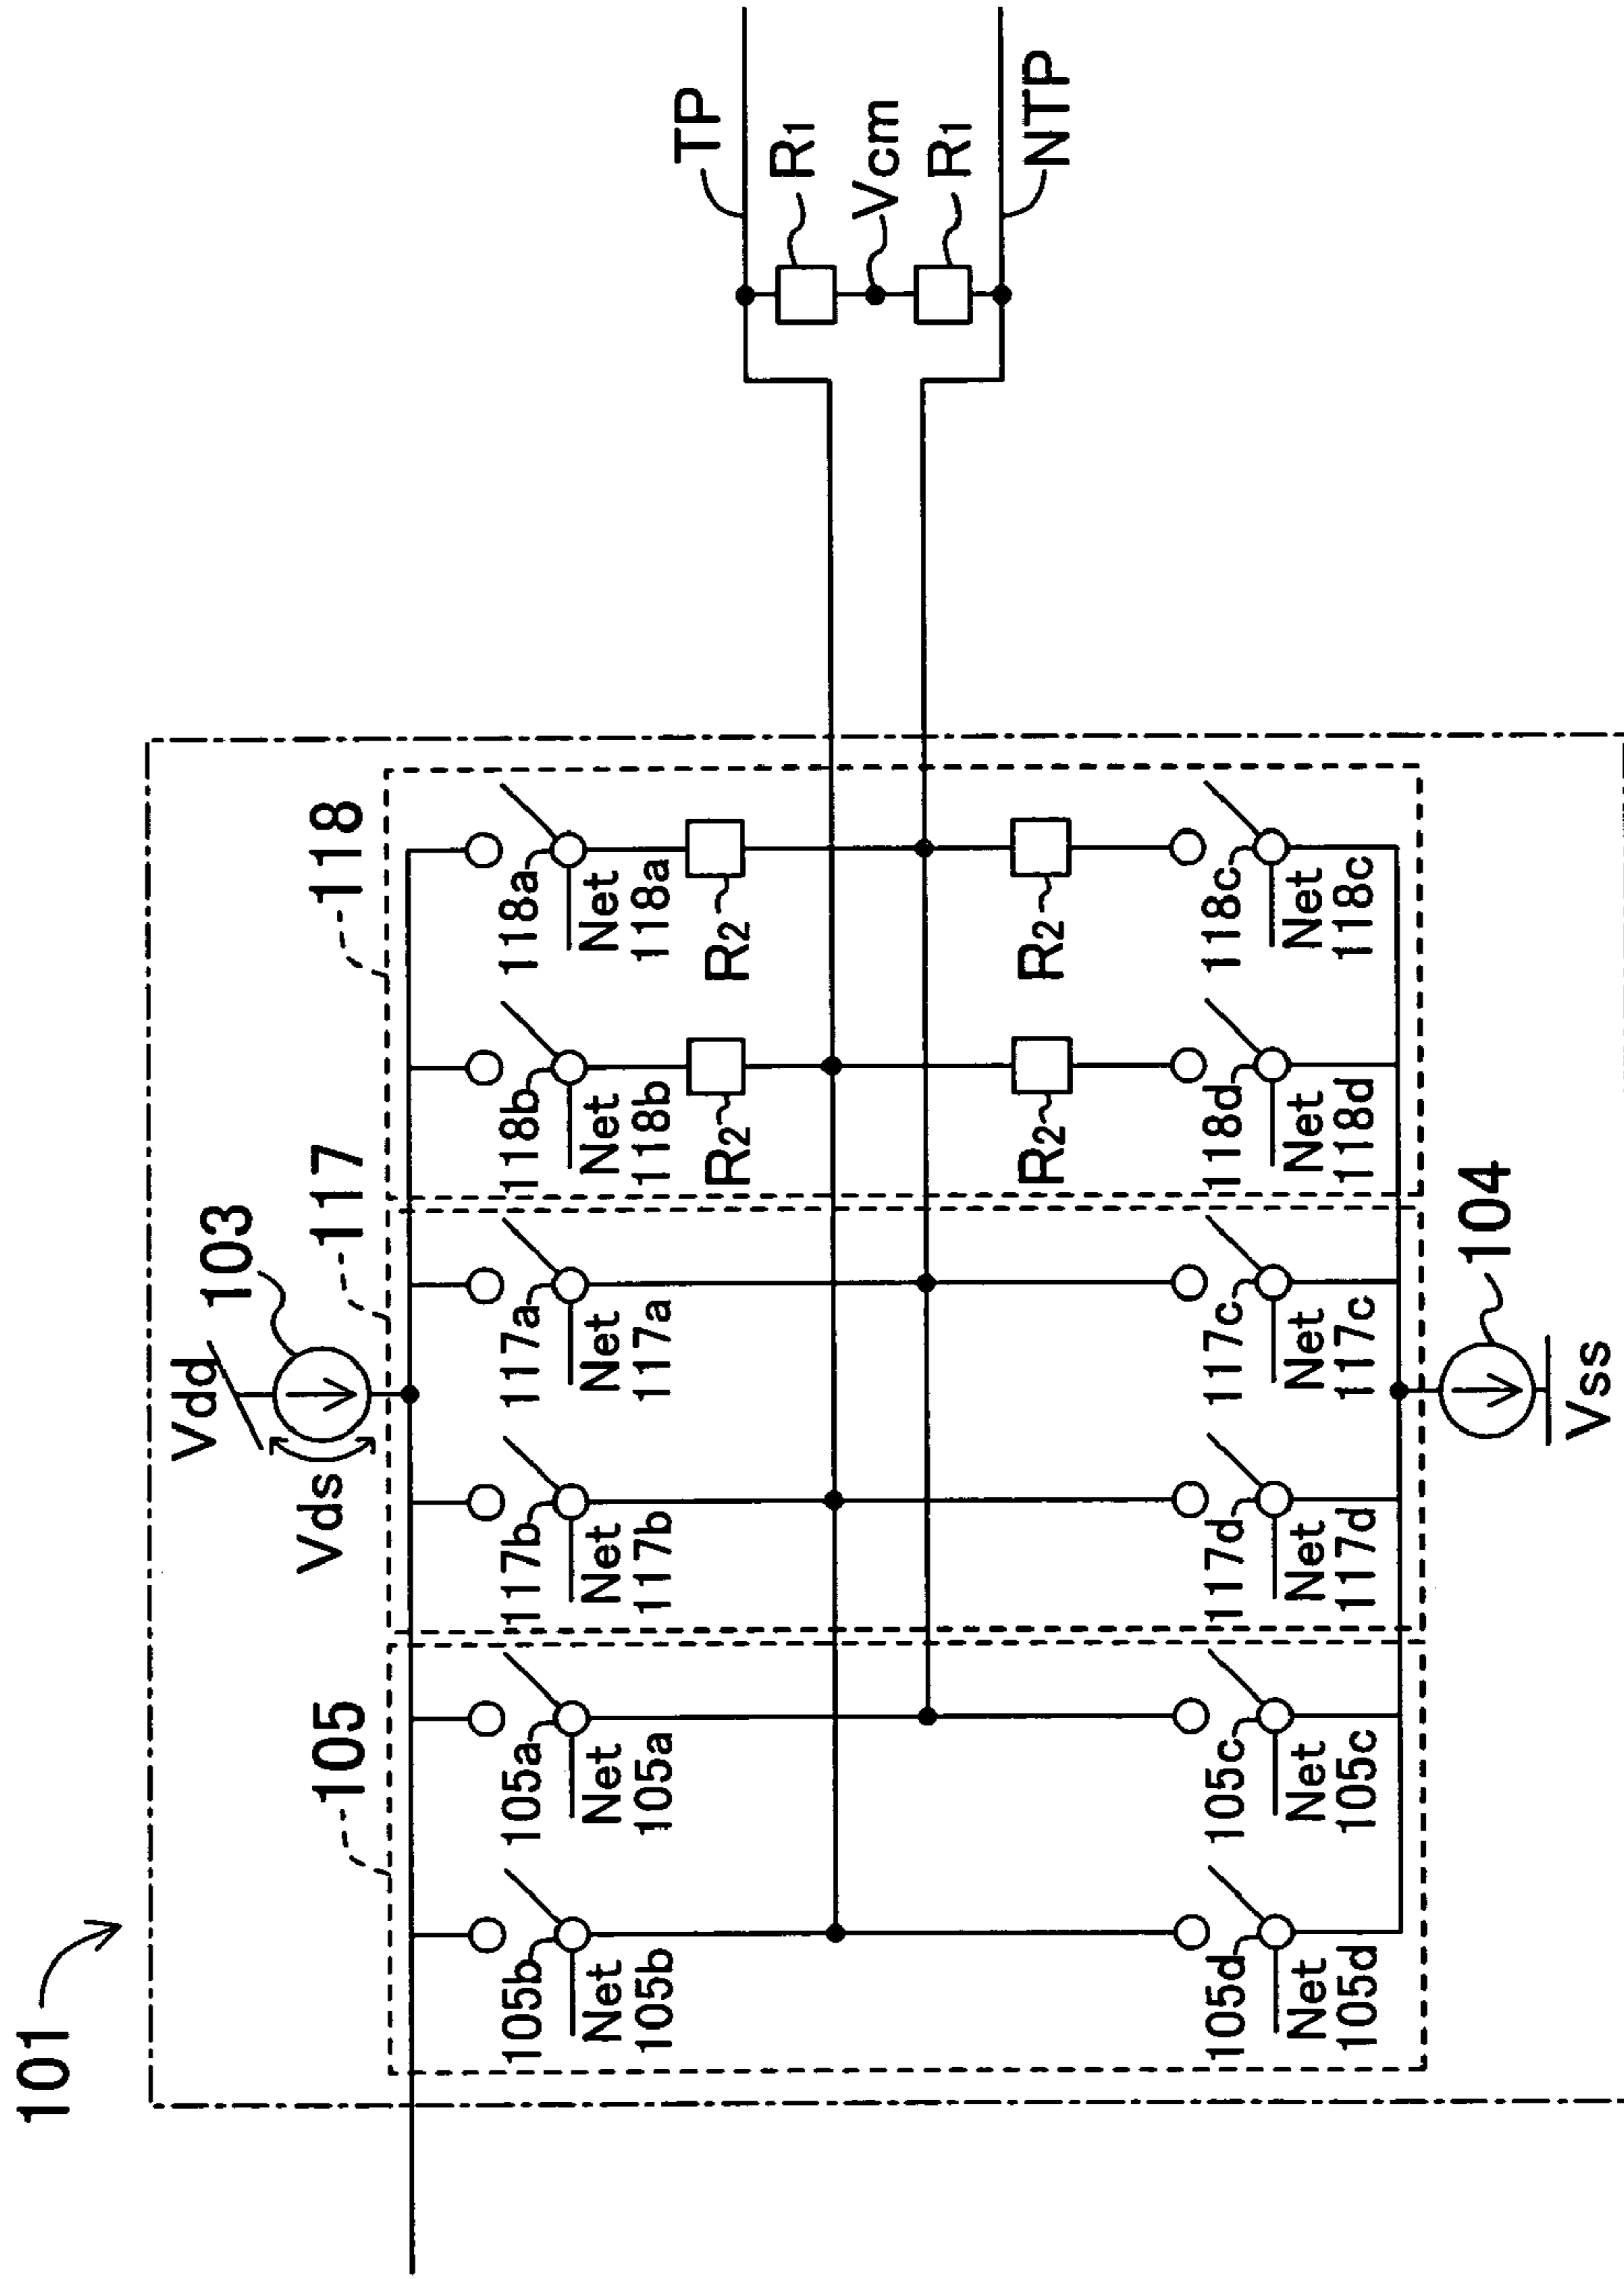 101
Vdd
103
Vds
105
117
118
105b
Net
105b
105a
Net
105a
117b
Net
117b
117a
Net
117a
118b
Net
118b
118a
Net
118a
R2
R2
R2
R2
105d
Net
105d
105c
Net
105c
117d
Net
117d
117c
Net
117c
118d
Net
118d
118c
Net
118c
104
Vss
TP
R1
Vcm
R1
NTP